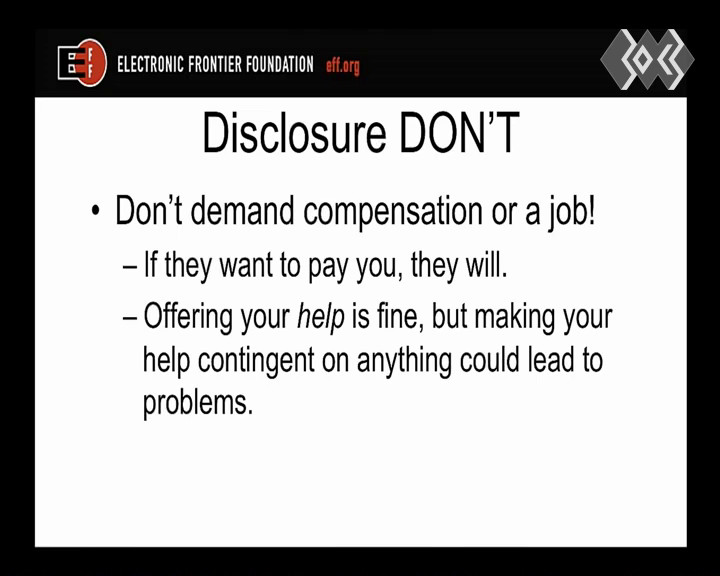 EFF
ELECTRONIC FRONTIER FOUNDATION eff.org
Disclosure DON'T
• Don't demand compensation or a job!
– If they want to pay you, they will.
– Offering your help is fine, but making your
help contingent on anything could lead to
problems.